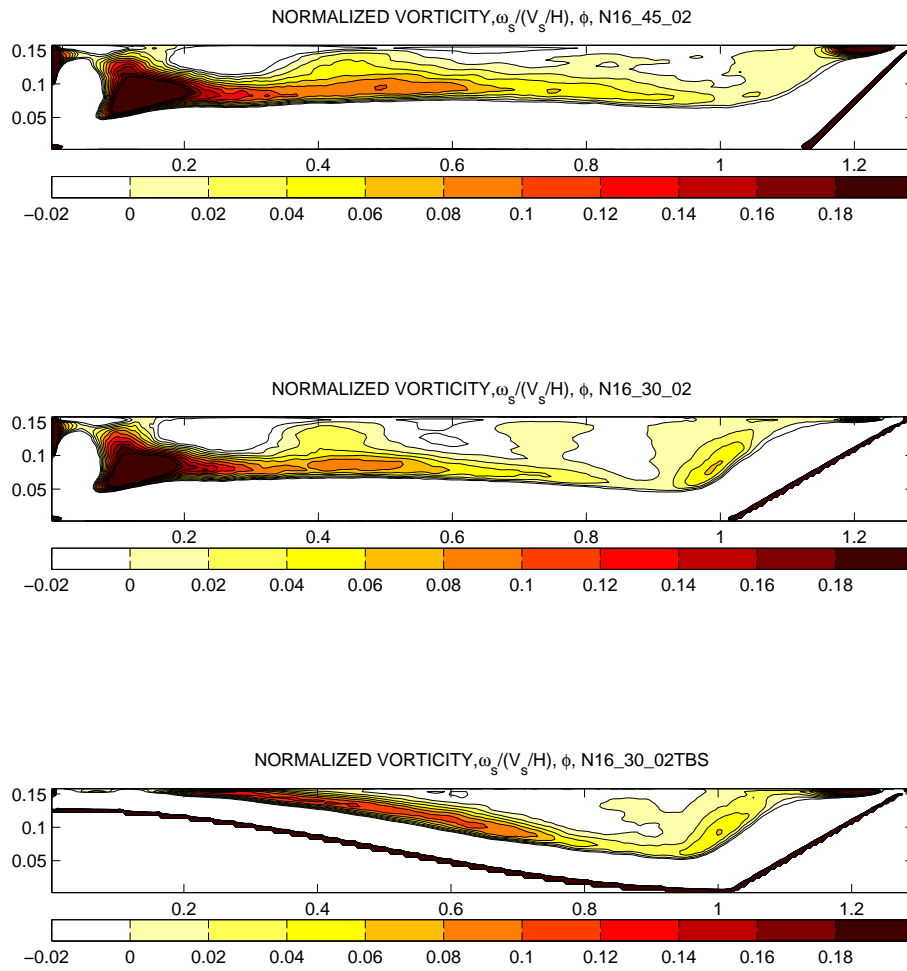 NORMALIZED VORTICITY,ω_s/(V_s/H), ϕ, N16_45_02
0.15
0.1
0.05
0.2 0.4 0.6 0.8 1 1.2
−0.02 0 0.02 0.04 0.06 0.08 0.1 0.12 0.14 0.16 0.18
NORMALIZED VORTICITY,ω_s/(V_s/H), ϕ, N16_30_02
0.15
0.1
0.05
0.2 0.4 0.6 0.8 1 1.2
−0.02 0 0.02 0.04 0.06 0.08 0.1 0.12 0.14 0.16 0.18
NORMALIZED VORTICITY,ω_s/(V_s/H), ϕ, N16_30_02TBS
0.15
0.1
0.05
0.2 0.4 0.6 0.8 1 1.2
−0.02 0 0.02 0.04 0.06 0.08 0.1 0.12 0.14 0.16 0.18